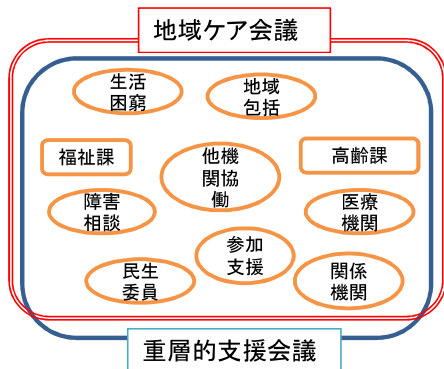 地域ケア会議
生活
困窮
地域
包括
福祉課
他機
関協
働
高齢課
障害
相談
医療
機関
参加
支援
民生
委員
関係
機関
重層的支援会議